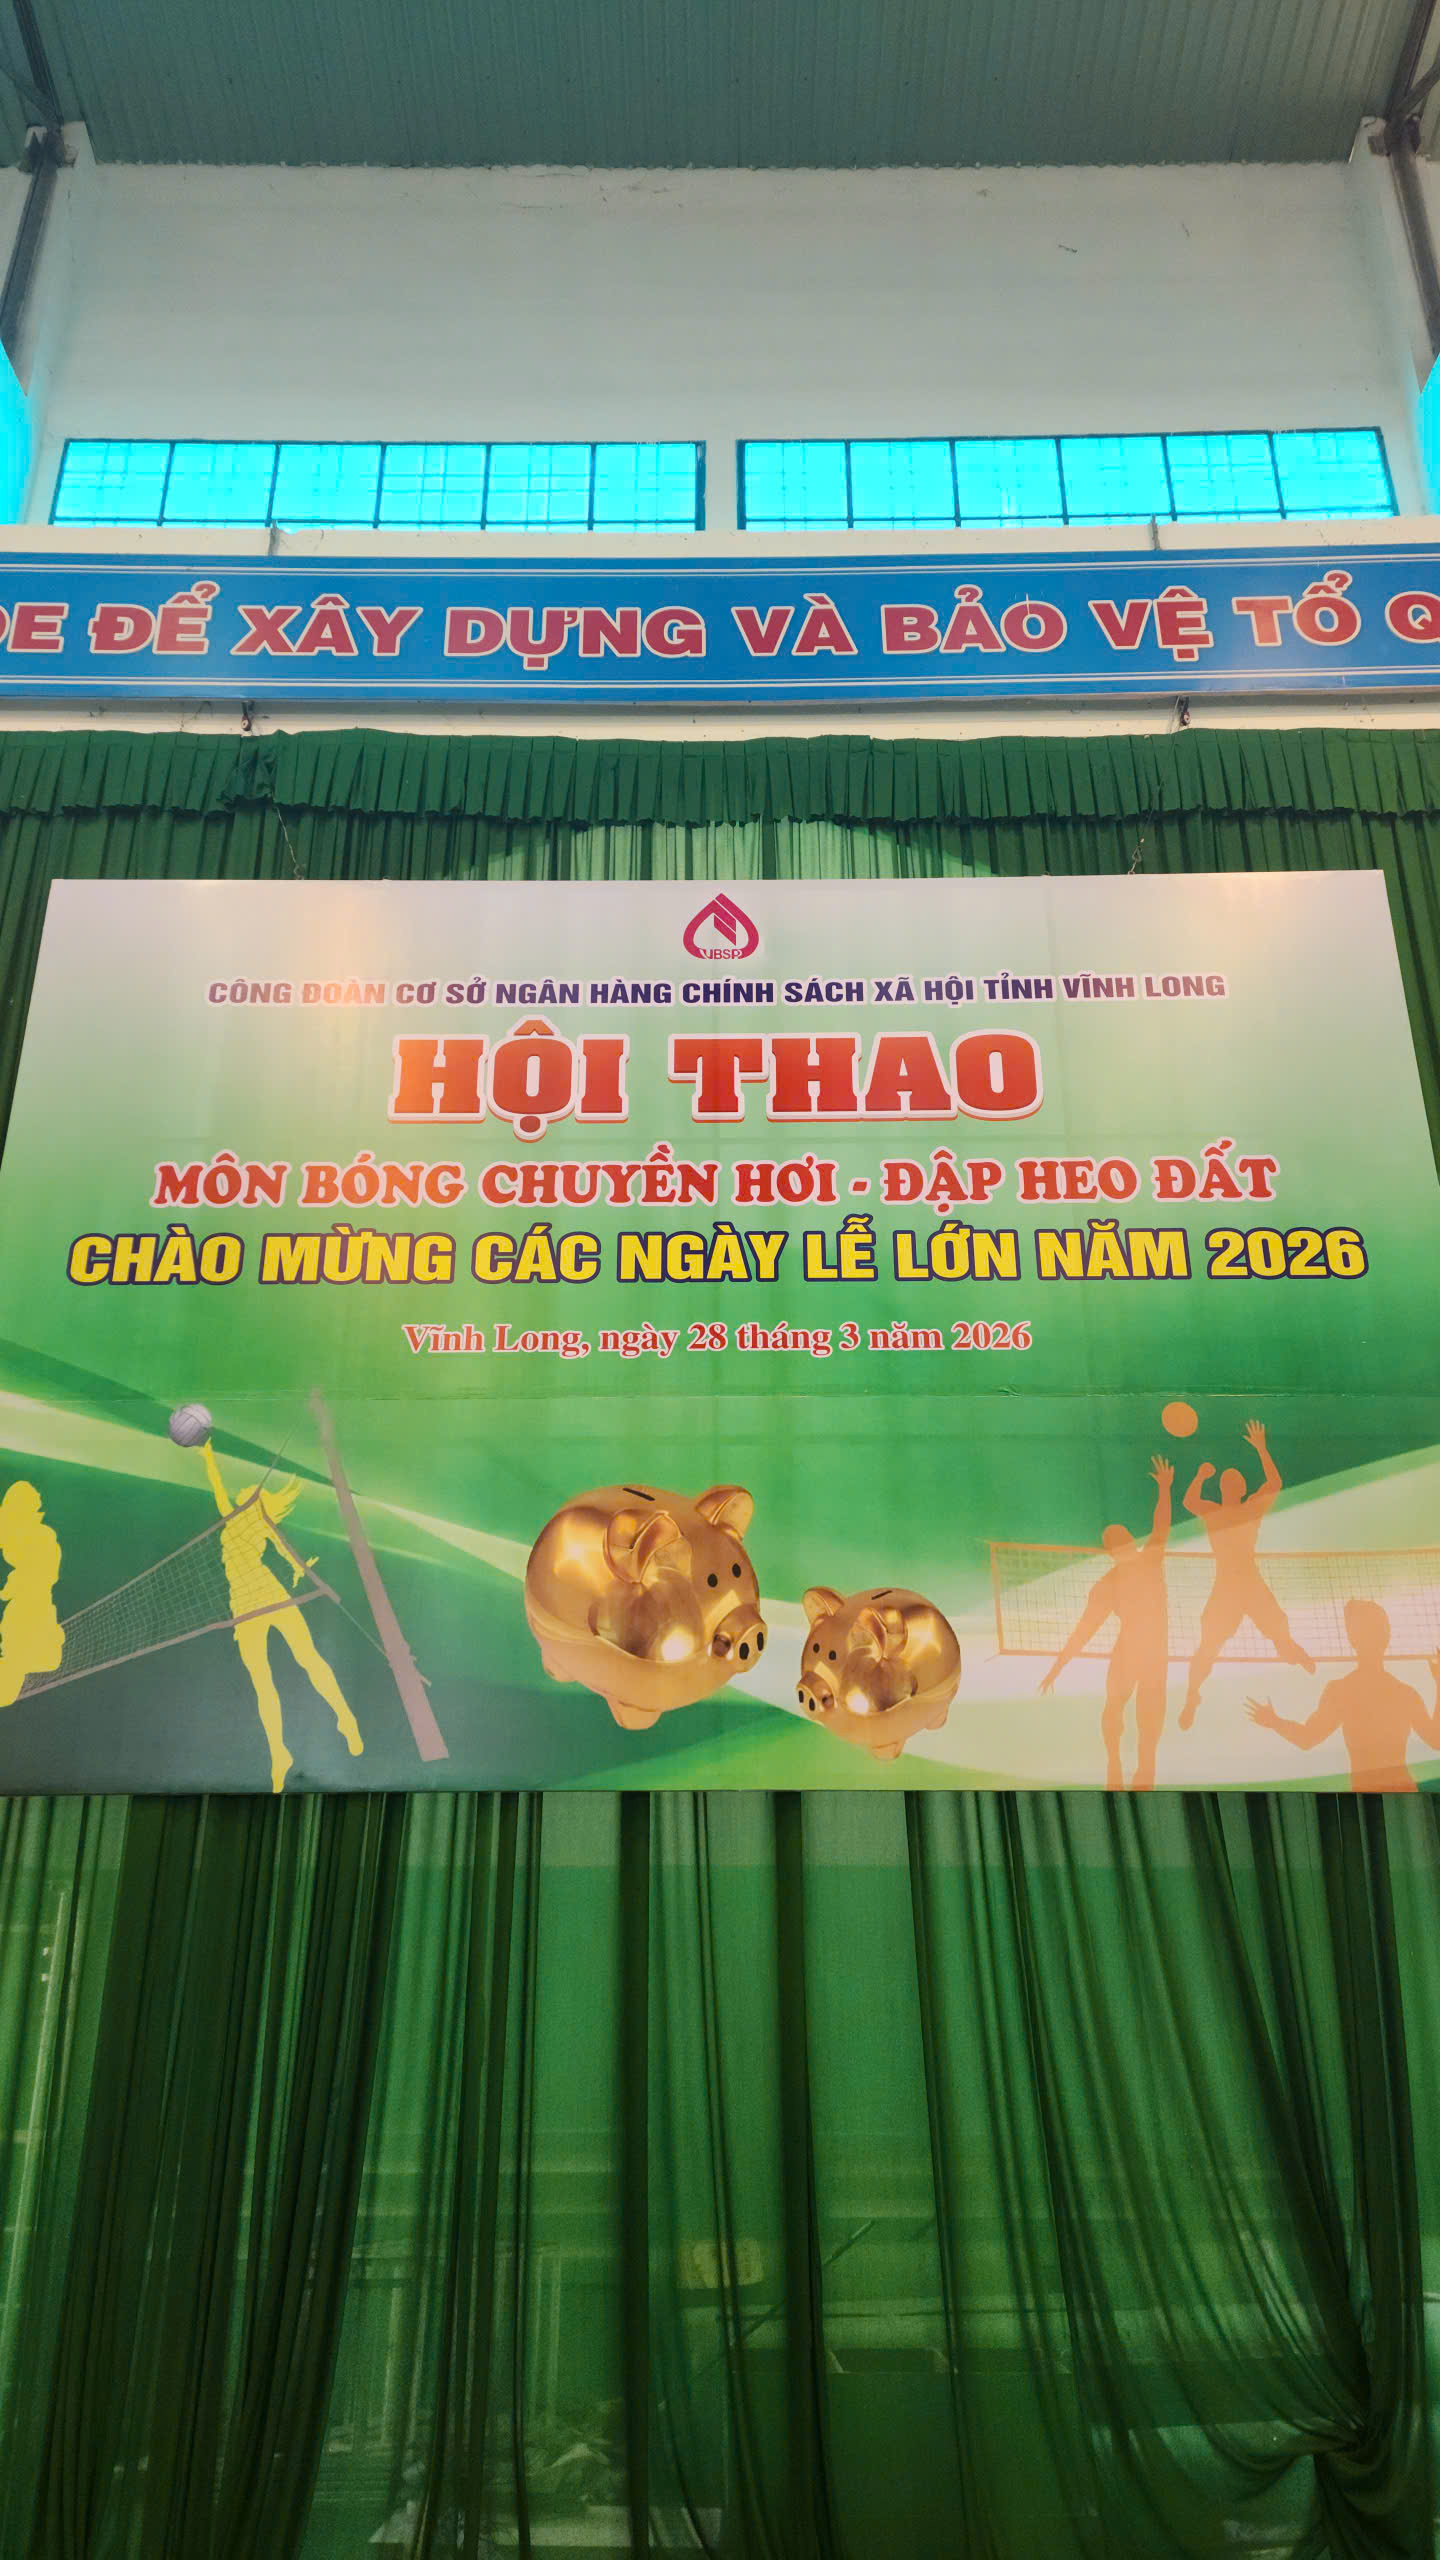 ĐỂ XÂY DỰNG VÀ BẢO VỆ TỔ
VBSP
CÔNG ĐOÀN CƠ SỞ NGÂN HÀNG CHÍNH SÁCH XÃ HỘI TỈNH VĨNH LONG
HỘI THAO
MÔN BÓNG CHUYỀN HƠI - ĐẬP HEO ĐẤT
CHÀO MỪNG CÁC NGÀY LỄ LỚN NĂM 2026
Vĩnh Long, ngày 28 tháng 3 năm 2026